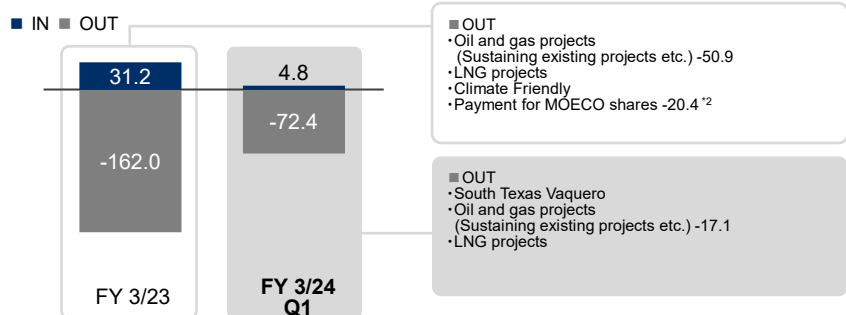 ■ IN ■ OUT
31.2
-162.0
FY 3/23
4.8
-72.4
FY 3/24
Q1
■OUT
・Oil and gas projects
(Sustaining existing projects etc.) -50.9
・LNG projects
・Climate Friendly
・Payment for MOECO shares -20.4 *2
■OUT
・South Texas Vaquero
・Oil and gas projects
(Sustaining existing projects etc.) -17.1
・LNG projects